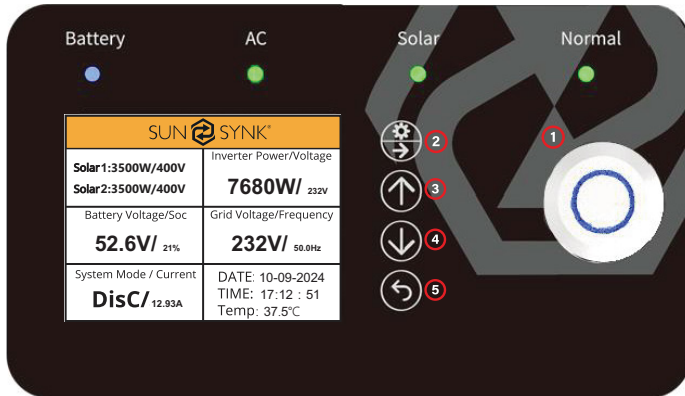 Battery AC Solar Normal
SUN SYNK®
Solar1:3500W/400V
Solar2:3500W/400V
Inverter Power/Voltage
7680W/ 232V
Battery Voltage/Soc
52.6V/ 21%
Grid Voltage/Frequency
232V/ 50.0Hz
System Mode / Current
DisC/ 12.93A
DATE: 10-09-2024
TIME: 17:12 : 51
Temp: 37.5°C
1
2
3
4
5